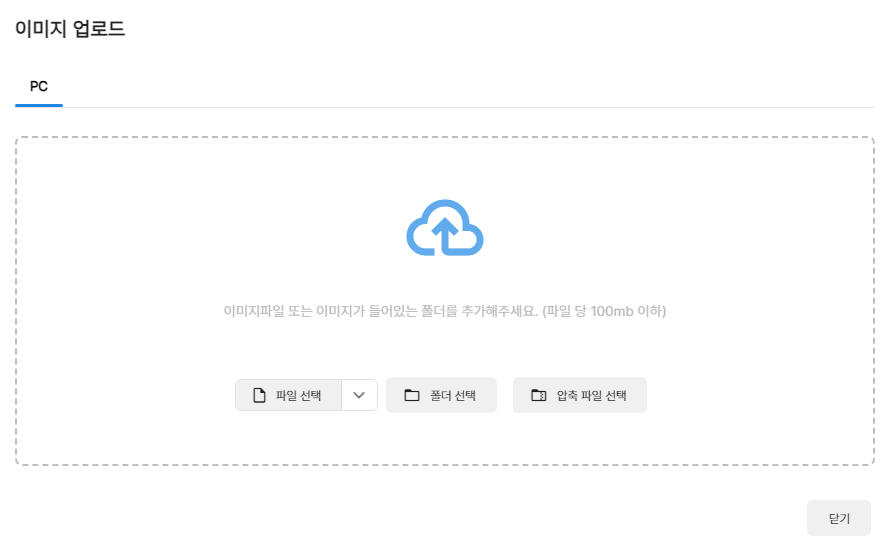 이미지 업로드
PC
이미지파일 또는 이미지가 들어있는 폴더를 추가해주세요. (파일 당 100mb 이하)
파일 선택 폴더 선택 압축 파일 선택
닫기